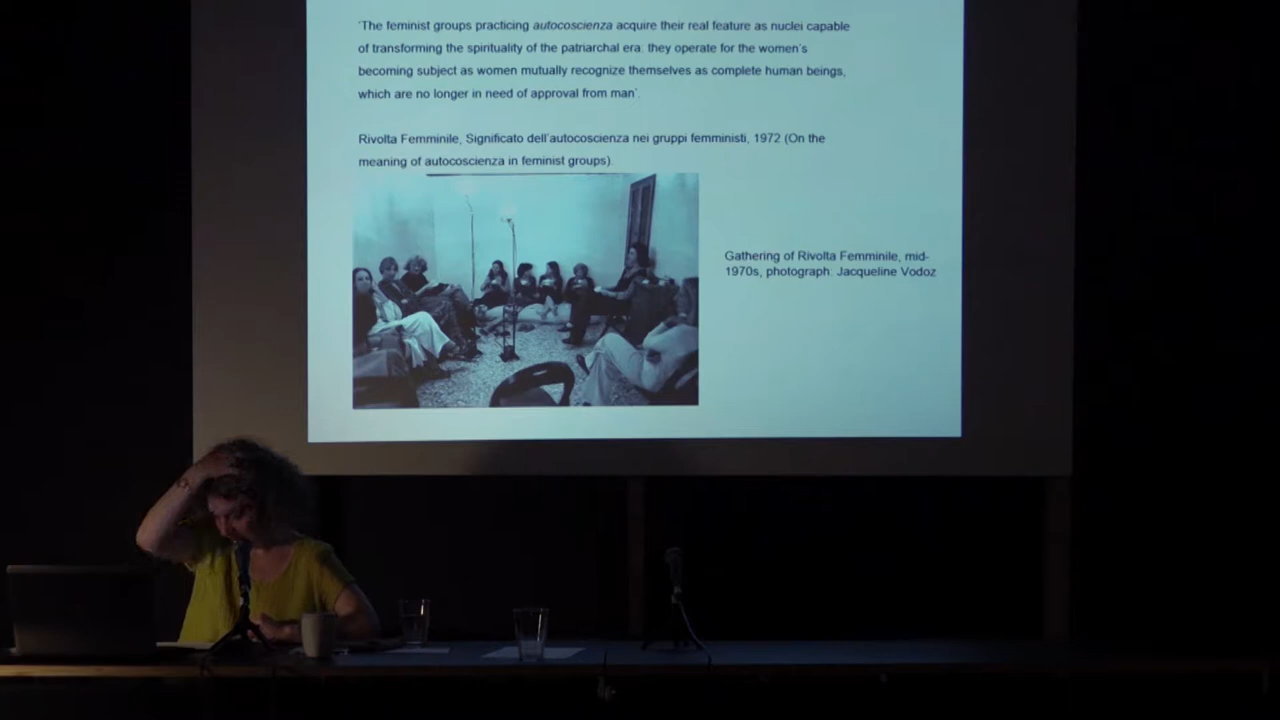 'The feminist groups practicing autocoscienza acquire their real feature as nuclei capable
of transforming the spirituality of the patriarchal era: they operate for the women's
becoming subject as women mutually recognize themselves as complete human beings,
which are no longer in need of approval from man'.
Rivolta Femminile, Significato dell'autocoscienza nei gruppi femministi, 1972 (On the
meaning of autocoscienza in feminist groups).
Gathering of Rivolta Femminile, mid-
1970s, photograph: Jacqueline Vodoz